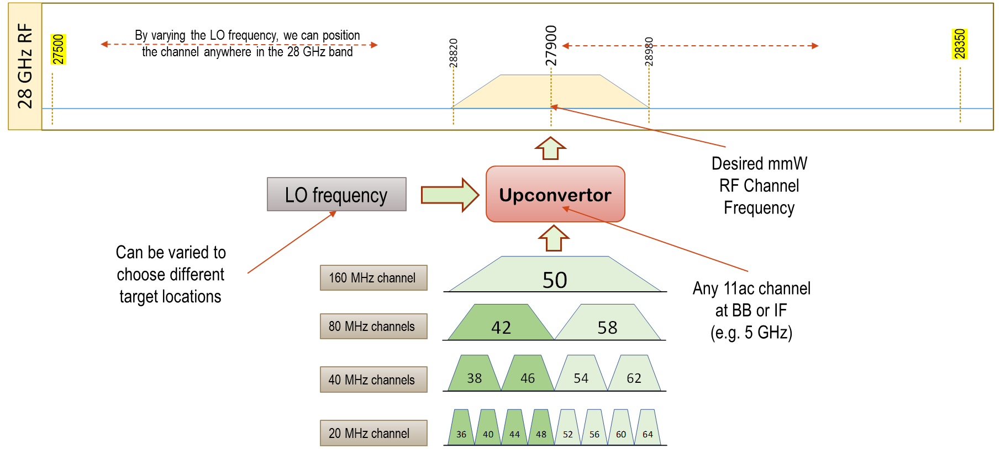 28 GHz RF
27500
By varying the LO frequency, we can position
the channel anywhere in the 28 GHz band
28820
27900
28980
28350
Desired mmW
RF Channel
Frequency
LO frequency
Upconvertor
Can be varied to
choose different
target locations
Any 11ac channel
at BB or IF
(e.g. 5 GHz)
160 MHz channel
50
80 MHz channels
42 58
40 MHz channels
38 46 54 62
20 MHz channel
36 40 44 48 52 56 60 64